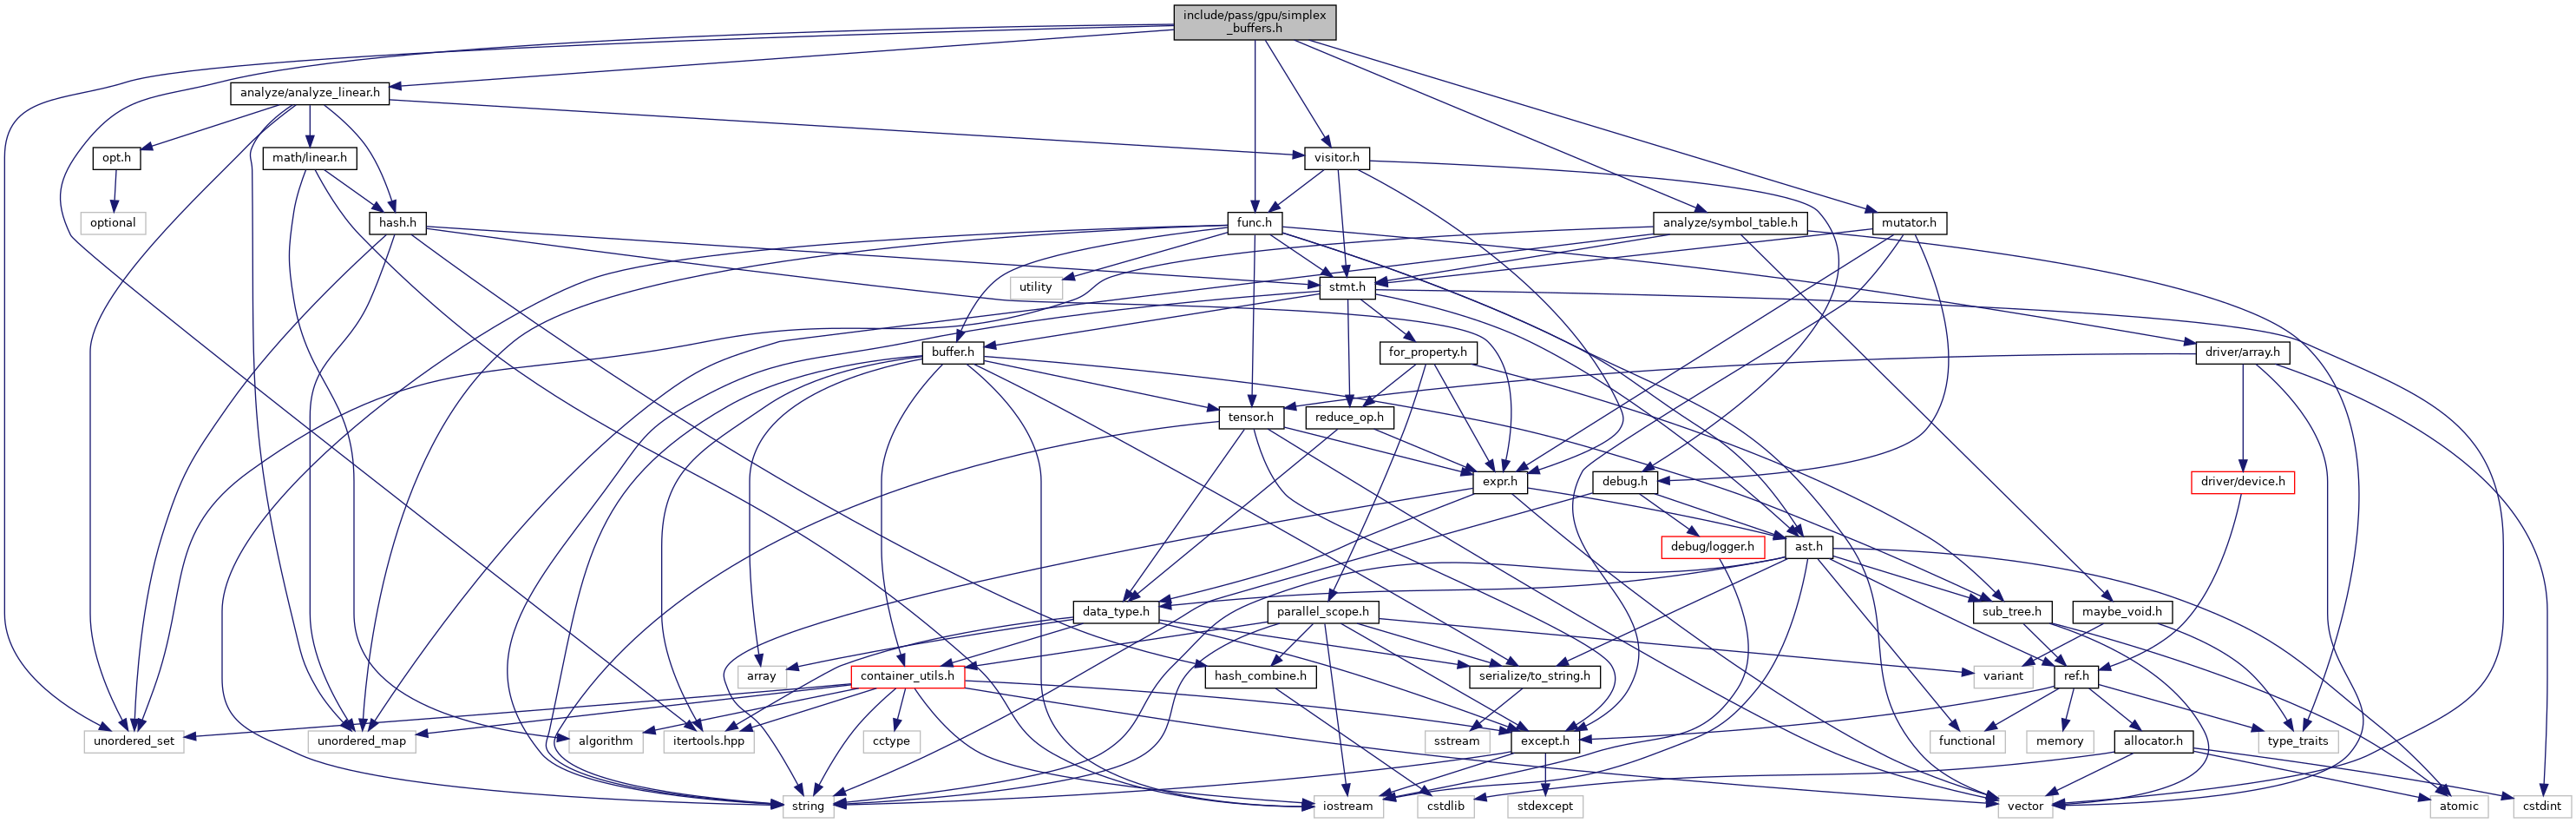 include/pass/gpu/simplex
_buffers.h
analyze/analyze_linear.h
opt.h
math/linear.h
visitor.h
optional
hash.h
func.h
analyze/symbol_table.h
mutator.h
utility
stmt.h
buffer.h
for_property.h
driver/array.h
tensor.h
reduce_op.h
expr.h
debug.h
driver/device.h
debug/logger.h
ast.h
data_type.h
parallel_scope.h
sub_tree.h
maybe_void.h
array
container_utils.h
hash_combine.h
serialize/to_string.h
variant
ref.h
unordered_set
unordered_map
algorithm
itertools.hpp
cctype
sstream
except.h
functional
memory
allocator.h
type_traits
string
iostream
cstdlib
stdexcept
vector
atomic
cstdint